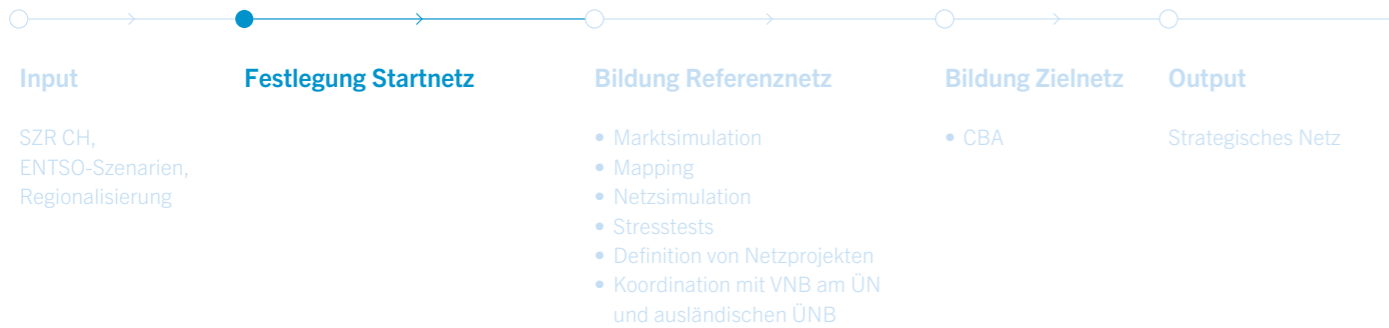 Input
SZR CH,
ENTSO-Szenarien,
Regionalisierung
Festlegung Startnetz
Bildung Referenznetz
• Marktsimulation
• Mapping
• Netzsimulation
• Stresstests
• Definition von Netzprojekten
• Koordination mit VNB am ÜN
und ausländischen ÜNB
Bildung Zielnetz
• CBA
Output
Strategisches Netz